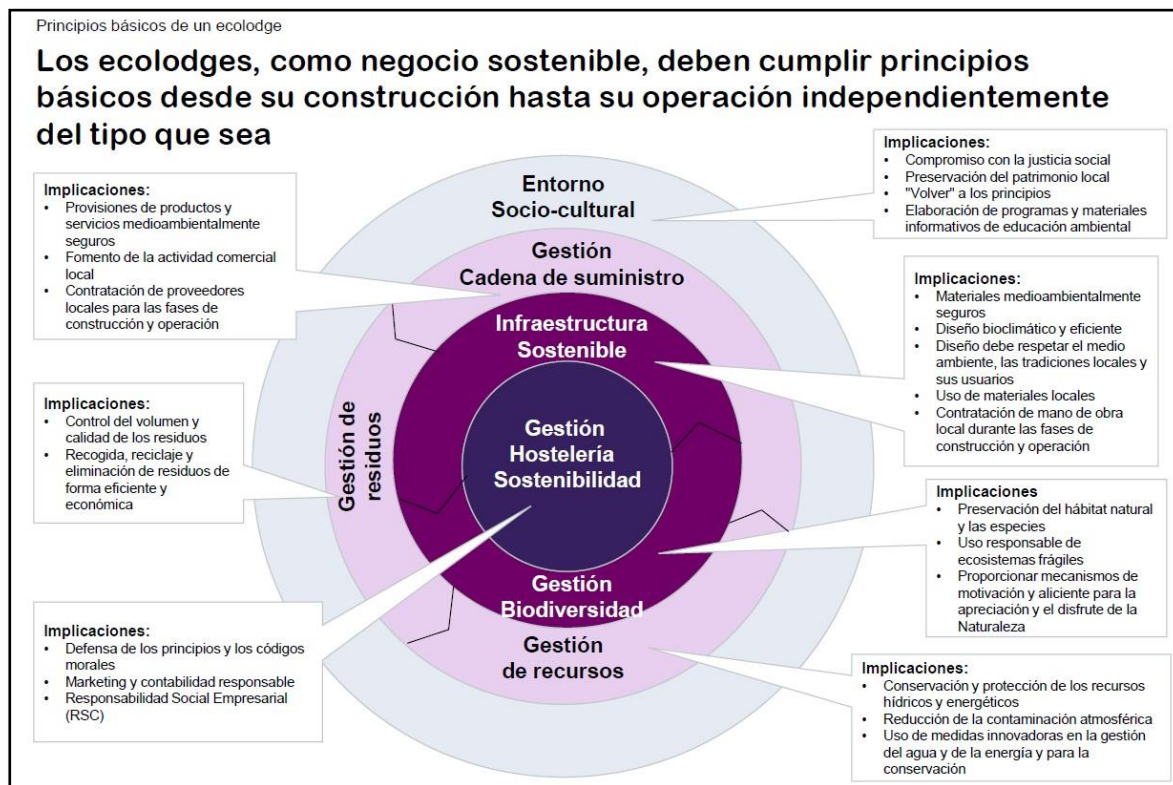 Principios básicos de un ecolodge
Los ecolodges, como negocio sostenible, deben cumplir principios
básicos desde su construcción hasta su operación independientemente
del tipo que sea
Implicaciones:
• Compromiso con la justicia social
• Preservación del patrimonio local
• "Volver" a los principios
• Elaboración de programas y materiales
informativos de educación ambiental
Implicaciones:
• Provisiones de productos y
servicios medioambientalmente
seguros
• Fomento de la actividad comercial
local
• Contratación de proveedores
locales para las fases de
construcción y operación
Entorno
Socio-cultural
Gestión
Cadena de suministro
Infraestructura
Sostenible
Implicaciones:
• Materiales medioambientalmente
seguros
• Diseño bioclimático y eficiente
• Diseño debe respetar el medio
ambiente, las tradiciones locales y
sus usuarios
• Uso de materiales locales
• Contratación de mano de obra
local durante las fases de
construcción y operación
Implicaciones:
• Control del volumen y
calidad de los residuos
• Recogida, reciclaje y
eliminación de residuos de
forma eficiente y
económica
Gestión de
residuos
Gestión
Hostelería
Sostenibilidad
Implicaciones
• Preservación del hábitat natural
y las especies
• Uso responsable de
ecosistemas frágiles
• Proporcionar mecanismos de
motivación y aliciente para la
apreciación y el disfrute de la
Naturaleza
Gestión
Biodiversidad
Gestión
de recursos
Implicaciones:
• Defensa de los principios y los códigos
morales
• Marketing y contabilidad responsable
• Responsabilidad Social Empresarial
(RSC)
Implicaciones:
• Conservación y protección de los recursos
hídricos y energéticos
• Reducción de la contaminación atmosférica
• Uso de medidas innovadoras en la gestión
del agua y de la energía y para la
conservación